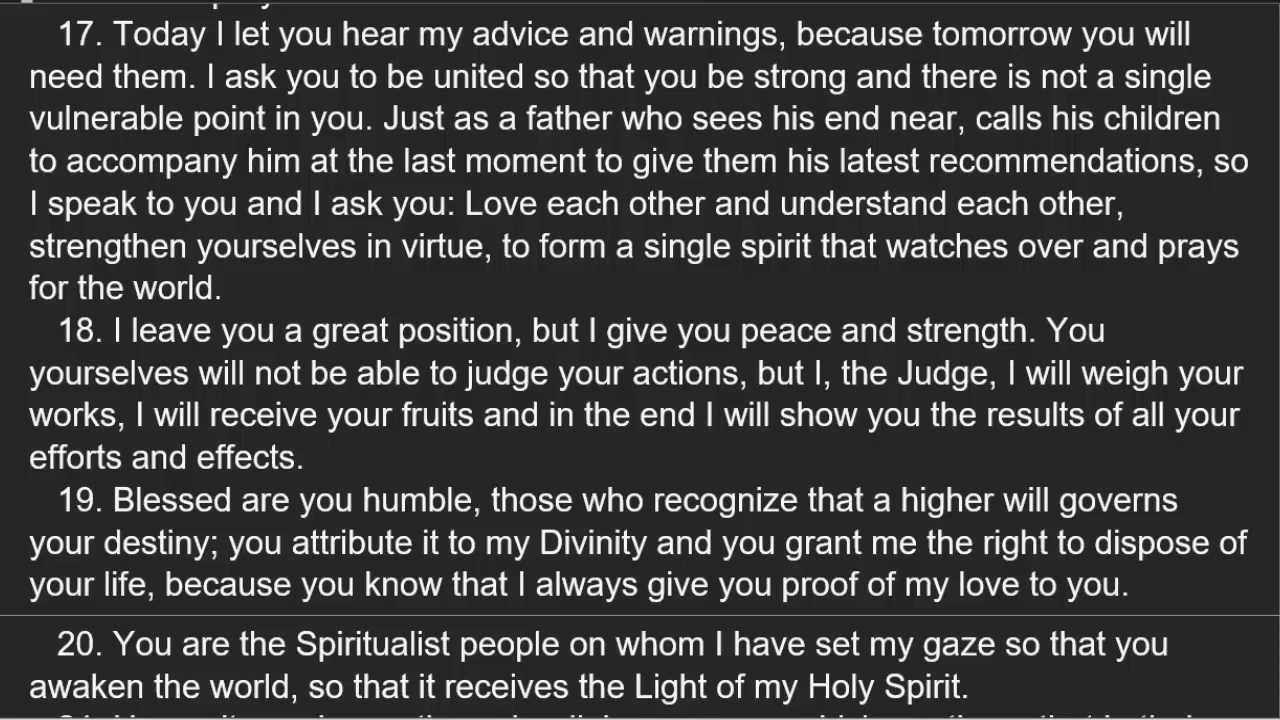 17. Today I let you hear my advice and warnings, because tomorrow you will
need them. I ask you to be united so that you be strong and there is not a single
vulnerable point in you. Just as a father who sees his end near, calls his children
to accompany him at the last moment to give them his latest recommendations, so
I speak to you and I ask you: Love each other and understand each other,
strengthen yourselves in virtue, to form a single spirit that watches over and prays
for the world.
18. I leave you a great position, but I give you peace and strength. You
yourselves will not be able to judge your actions, but I, the Judge, I will weigh your
works, I will receive your fruits and in the end I will show you the results of all your
efforts and effects.
19. Blessed are you humble, those who recognize that a higher will governs
your destiny; you attribute it to my Divinity and you grant me the right to dispose of
your life, because you know that I always give you proof of my love to you.
20. You are the Spiritualist people on whom I have set my gaze so that you
awaken the world, so that it receives the Light of my Holy Spirit.